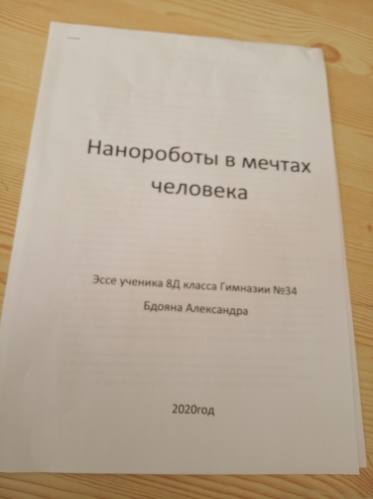 Нанороботы в мечтах
человека
Эссе ученика 8Д класса Гимназии №34
Бдояна Александра
2020год